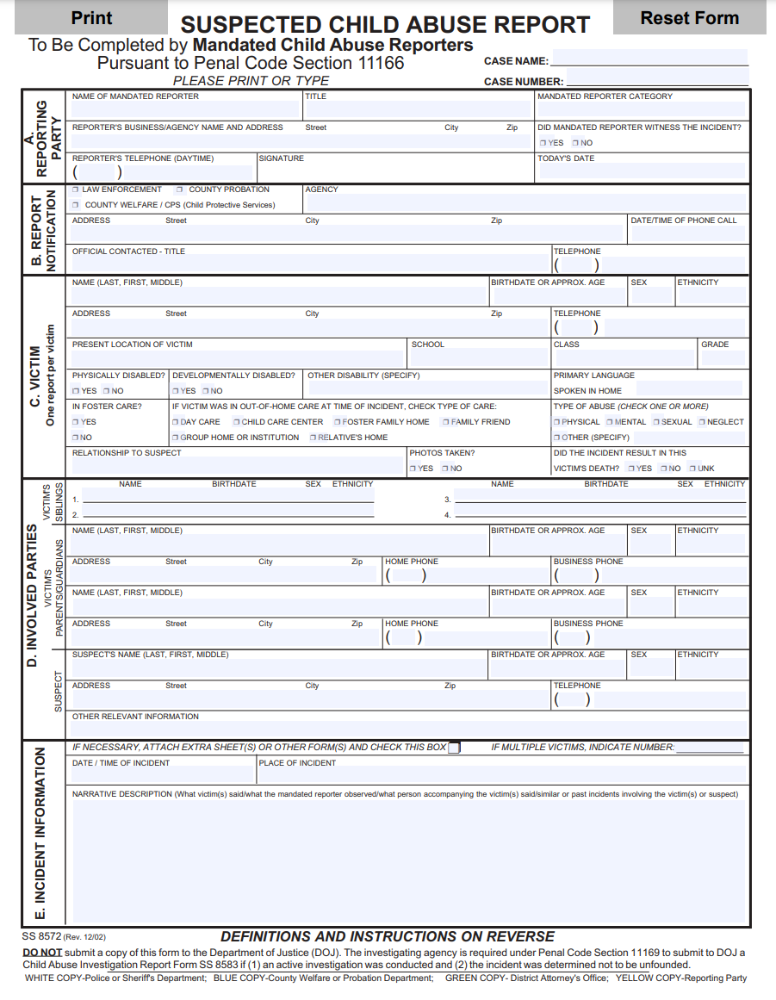 Print
Reset Form
SUSPECTED CHILD ABUSE REPORT
To Be Completed by Mandated Child Abuse Reporters
Pursuant to Penal Code Section 11166
PLEASE PRINT OR TYPE
CASE NAME:
CASE NUMBER:
A. REPORTING PARTY
NAME OF MANDATED REPORTER TITLE MANDATED REPORTER CATEGORY
REPORTER'S BUSINESS/AGENCY NAME AND ADDRESS Street City Zip DID MANDATED REPORTER WITNESS THE INCIDENT?
❐ YES ❐ NO
REPORTER'S TELEPHONE (DAYTIME) SIGNATURE TODAY'S DATE
( )
B. REPORT NOTIFICATION
❐ LAW ENFORCEMENT ❐ COUNTY PROBATION AGENCY
❐ COUNTY WELFARE / CPS (Child Protective Services)
ADDRESS Street City Zip DATE/TIME OF PHONE CALL
OFFICIAL CONTACTED - TITLE TELEPHONE
( )
C. VICTIM
One report per victim
NAME (LAST, FIRST, MIDDLE) BIRTHDATE OR APPROX. AGE SEX ETHNICITY
ADDRESS Street City Zip TELEPHONE
( )
PRESENT LOCATION OF VICTIM SCHOOL CLASS GRADE
PHYSICALLY DISABLED? DEVELOPMENTALLY DISABLED? OTHER DISABILITY (SPECIFY) PRIMARY LANGUAGE
❐ YES ❐ NO ❐ YES ❐ NO SPOKEN IN HOME
IN FOSTER CARE? IF VICTIM WAS IN OUT-OF-HOME CARE AT TIME OF INCIDENT, CHECK TYPE OF CARE: TYPE OF ABUSE (CHECK ONE OR MORE)
❐ YES ❐ DAY CARE ❐ CHILD CARE CENTER ❐ FOSTER FAMILY HOME ❐ FAMILY FRIEND ❐ PHYSICAL ❐ MENTAL ❐ SEXUAL ❐ NEGLECT
❐ NO ❐ GROUP HOME OR INSTITUTION ❐ RELATIVE'S HOME ❐ OTHER (SPECIFY)
RELATIONSHIP TO SUSPECT PHOTOS TAKEN? DID THE INCIDENT RESULT IN THIS
❐ YES ❐ NO VICTIM'S DEATH? ❐ YES ❐ NO ❐ UNK
D. INVOLVED PARTIES
VICTIM'S SIBLINGS
NAME BIRTHDATE SEX ETHNICITY NAME BIRTHDATE SEX ETHNICITY
1. 3.
2. 4.
VICTIM'S PARENTS/GUARDIANS
NAME (LAST, FIRST, MIDDLE) BIRTHDATE OR APPROX. AGE SEX ETHNICITY
ADDRESS Street City Zip HOME PHONE BUSINESS PHONE
( ) ( )
NAME (LAST, FIRST, MIDDLE) BIRTHDATE OR APPROX. AGE SEX ETHNICITY
ADDRESS Street City Zip HOME PHONE BUSINESS PHONE
( ) ( )
SUSPECT
SUSPECT'S NAME (LAST, FIRST, MIDDLE) BIRTHDATE OR APPROX. AGE SEX ETHNICITY
ADDRESS Street City Zip TELEPHONE
( )
OTHER RELEVANT INFORMATION
E. INCIDENT INFORMATION
IF NECESSARY, ATTACH EXTRA SHEET(S) OR OTHER FORM(S) AND CHECK THIS BOX IF MULTIPLE VICTIMS, INDICATE NUMBER:
DATE / TIME OF INCIDENT PLACE OF INCIDENT
NARRATIVE DESCRIPTION (What victim(s) said/what the mandated reporter observed/what person accompanying the victim(s) said/similar or past incidents involving the victim(s) or suspect)
SS 8572 (Rev. 12/02) DEFINITIONS AND INSTRUCTIONS ON REVERSE
DO NOT submit a copy of this form to the Department of Justice (DOJ). The investigating agency is required under Penal Code Section 11169 to submit to DOJ a
Child Abuse Investigation Report Form SS 8583 if (1) an active investigation was conducted and (2) the incident was determined not to be unfounded.
WHITE COPY-Police or Sheriff's Department; BLUE COPY-County Welfare or Probation Department; GREEN COPY- District Attorney's Office; YELLOW COPY-Reporting Party